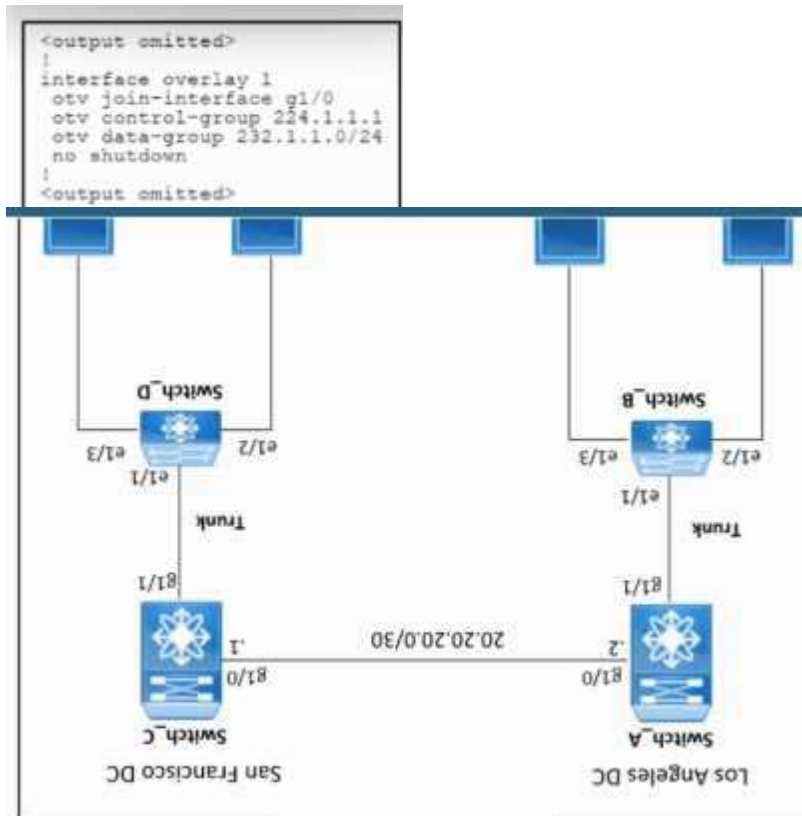 <output omitted>
!
interface overlay 1
otv join-interface g1/0
otv control-group 224.1.1.1
otv data-group 232.1.1.0/24
no shutdown
!
<output omitted>
Los Angeles DC
San Francisco DC
Switch_A
Switch_C
g1/0
g1/0
.2
20.20.20.0/30
.1
g1/1
g1/1
Trunk
Trunk
e1/1
e1/1
e1/2
e1/3
e1/2
e1/3
Switch_B
Switch_D